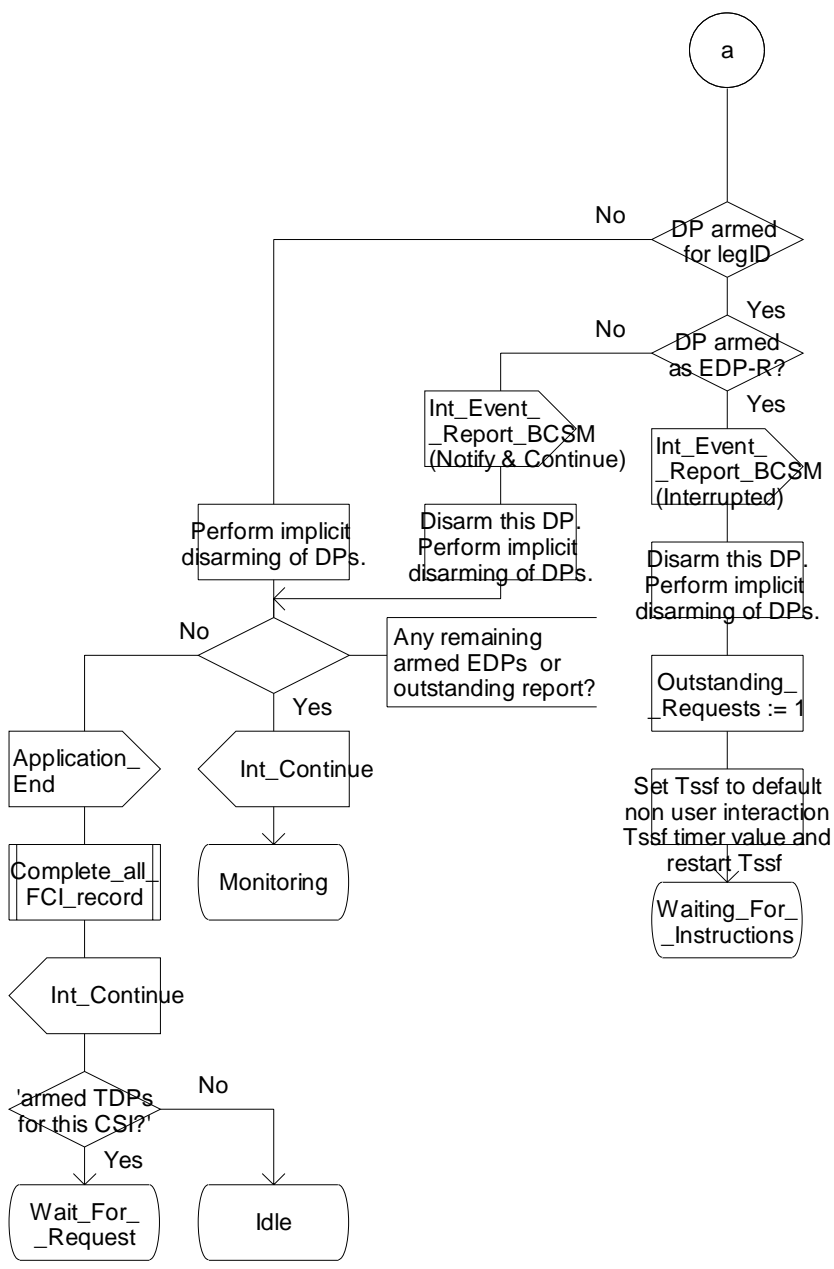 a
No
DP armed
for legID
Yes
No
DP armed
as EDP-R?
Yes
Int_Event_
_Report_BCSM
(Notify & Continue)
Int_Event_
_Report_BCSM
(Interrupted)
Perform implicit
disarming of DPs.
Disarm this DP.
Perform implicit
disarming of DPs.
Disarm this DP.
Perform implicit
disarming of DPs.
No
Any remaining
armed EDPs or
outstanding report?
Yes
Outstanding_
_Requests := 1
Application_
End
Int_Continue
Set Tssf to default
non user interaction
Tssf timer value and
restart Tssf
Complete_all_
FCI_record
Monitoring
Waiting_For_
_Instructions
Int_Continue
'armed TDPs
for this CSI?'
No
Yes
Wait_For_
_Request
Idle